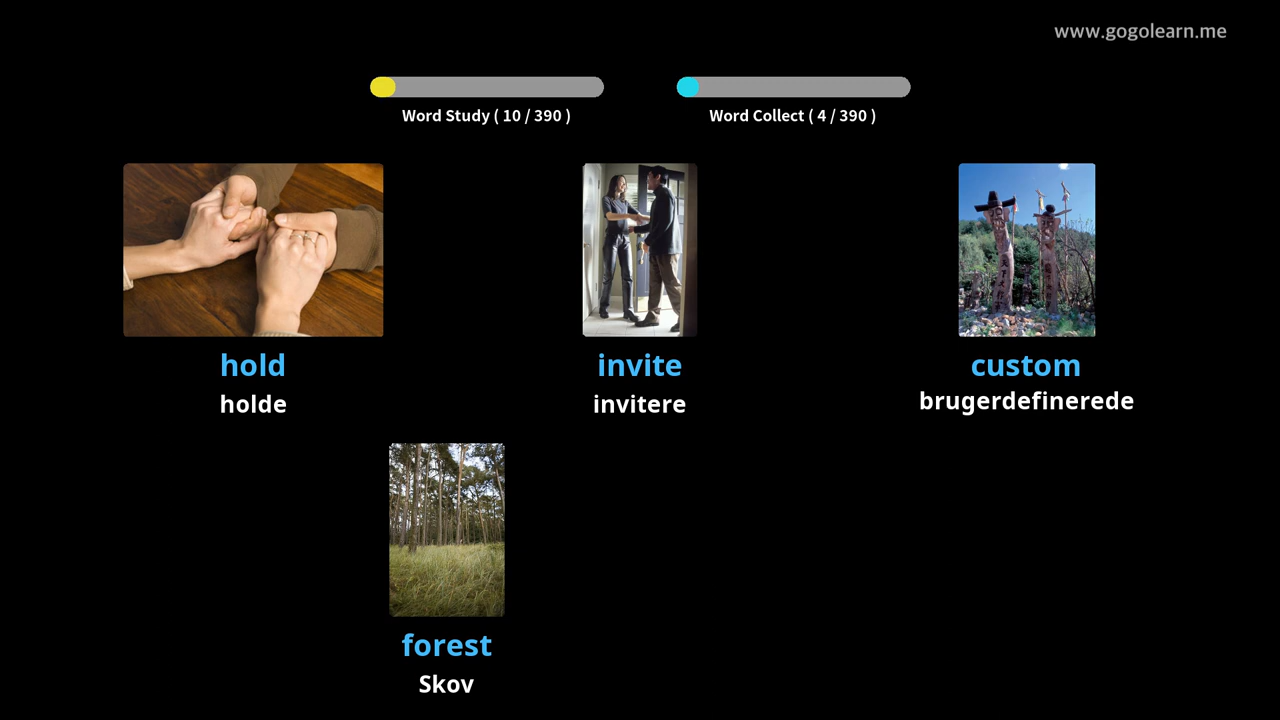 www.gogolearn.me
Word Study ( 10 / 390 )
Word Collect ( 4 / 390 )
hold
holde
invite
invitere
custom
brugerdefinerede
forest
Skov